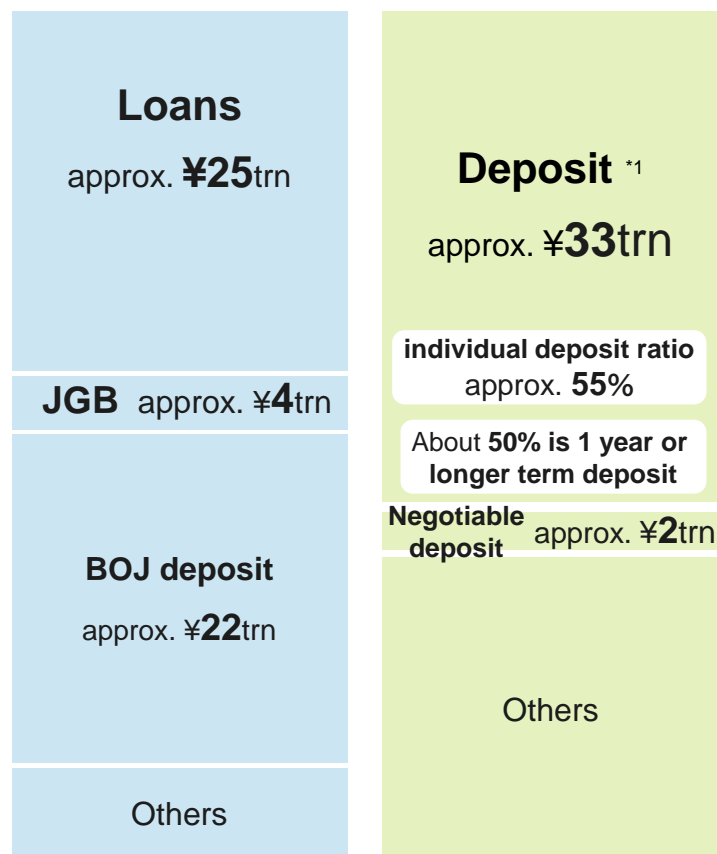 Loans
approx. ¥25trn
JGB approx. ¥4trn
BOJ deposit
approx. ¥22trn
Others
Deposit *1
approx. ¥33trn
individual deposit ratio
approx. 55%
About 50% is 1 year or
longer term deposit
Negotiable
deposit approx. ¥2trn
Others